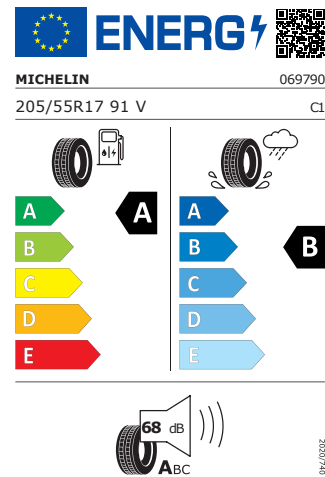 ENERG
MICHELIN 069790
205/55R17 91 V C1
A A A
B B B
C C
D D
E E
68 dB
ABC
2020/740